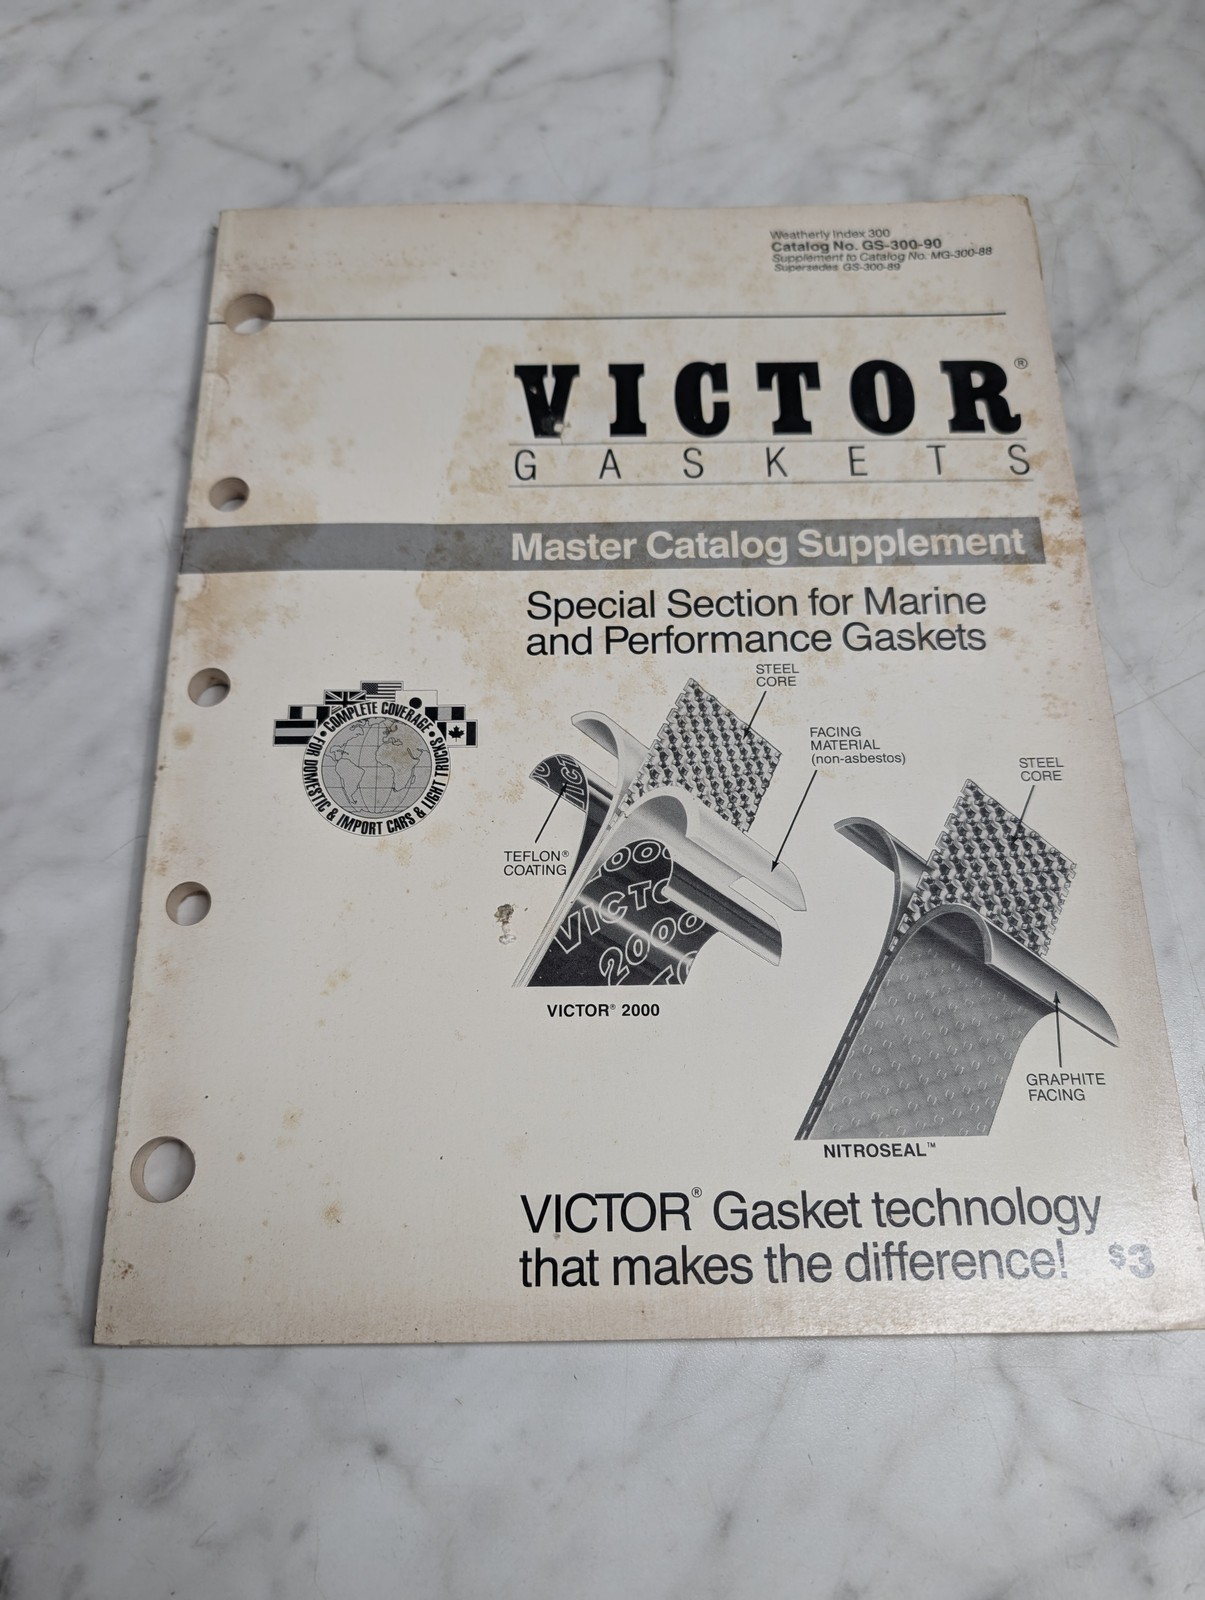 Weatherly Index 300
Catalog No. GS-300-90
Supplement to Catalog No. MG-300-88
Supersedes GS-300-89
VICTOR®
GASKETS
Master Catalog Supplement
Special Section for Marine
and Performance Gaskets
• COMPLETE COVERAGE •
FOR DOMESTIC & IMPORT CARS & LIGHT TRUCKS
STEEL
CORE
FACING
MATERIAL
(non-asbestos)
TEFLON®
COATING
VICTOR
2000
VICTOR® 2000
STEEL
CORE
GRAPHITE
FACING
NITROSEAL™
VICTOR® Gasket technology
that makes the difference! $3